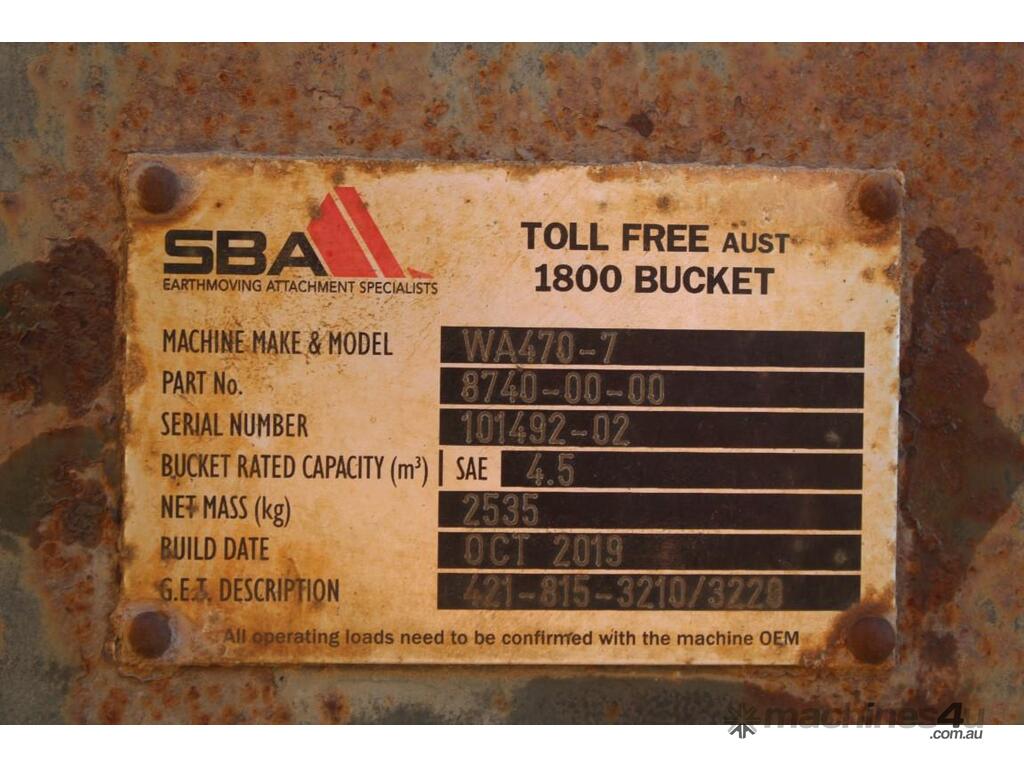 SBA
EARTHMOVING ATTACHMENT SPECIALISTS
TOLL FREE AUST
1800 BUCKET
MACHINE MAKE & MODEL WA470-7
PART No. 8740-00-00
SERIAL NUMBER 101492-02
BUCKET RATED CAPACITY (m³) | SAE 4.5
NET MASS (kg) 2535
BUILD DATE OCT 2019
G.E.T. DESCRIPTION 421-815-3210/3220
All operating loads need to be confirmed with the machine OEM
machines4u
.com.au